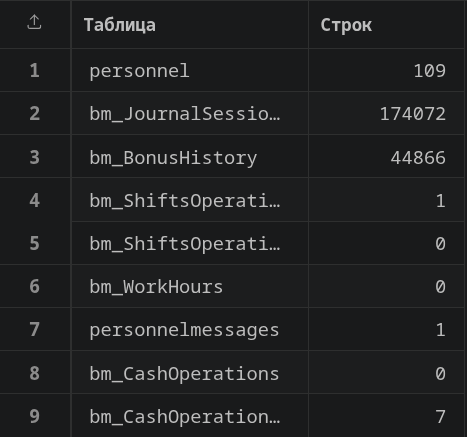 Таблица Строк
1 personnel 109
2 bm_JournalSessio… 174072
3 bm_BonusHistory 44866
4 bm_ShiftsOperati… 1
5 bm_ShiftsOperati… 0
6 bm_WorkHours 0
7 personnelmessages 1
8 bm_CashOperations 0
9 bm_CashOperation… 7